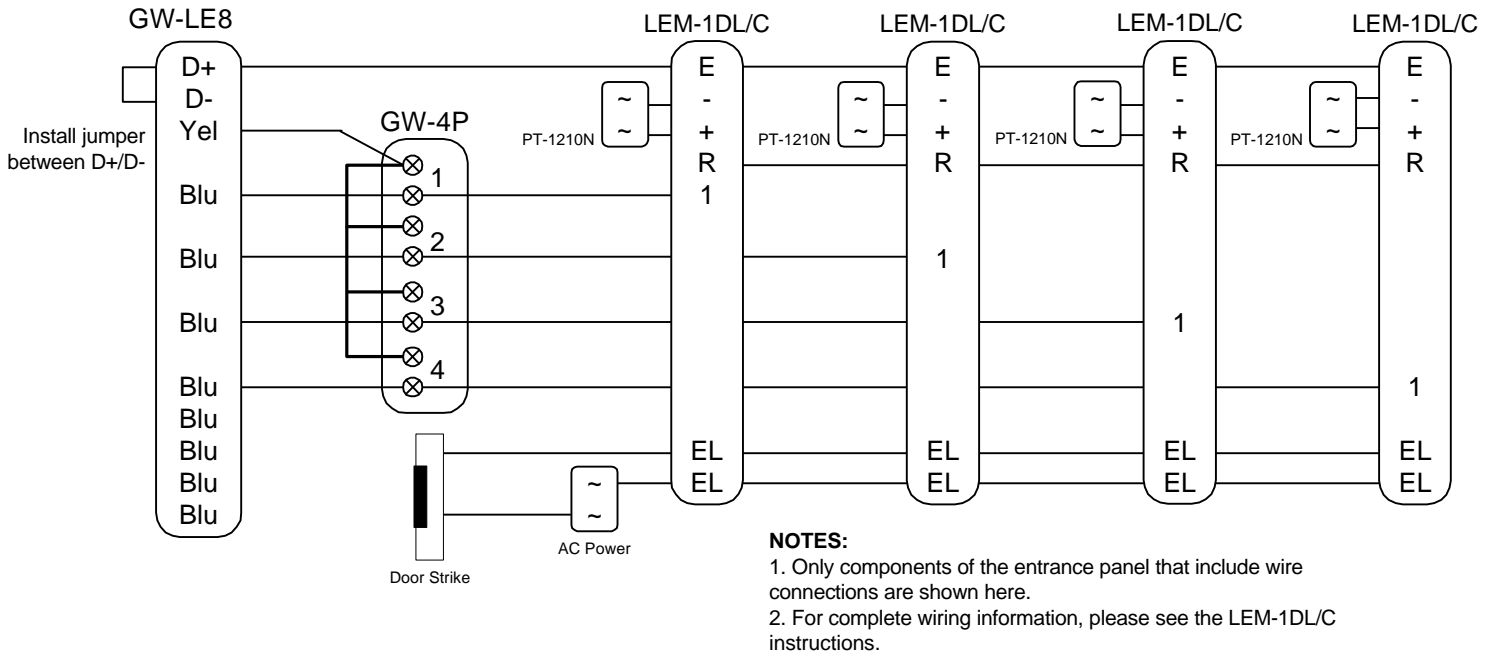 GW-LE8
LEM-1DL/C
LEM-1DL/C
LEM-1DL/C
LEM-1DL/C
D+
D-
Yel
Blu
Blu
Blu
Blu
Blu
Blu
Blu
Blu
Install jumper
between D+/D-
GW-4P
1
2
3
4
~
~
PT-1210N
E
-
+
R
1
EL
EL
~
~
PT-1210N
E
-
+
R
1
EL
EL
~
~
PT-1210N
E
-
+
R
1
EL
EL
~
~
PT-1210N
E
-
+
R
1
EL
EL
Door Strike
~
~
AC Power
NOTES:
1. Only components of the entrance panel that include wire
connections are shown here.
2. For complete wiring information, please see the LEM-1DL/C
instructions.